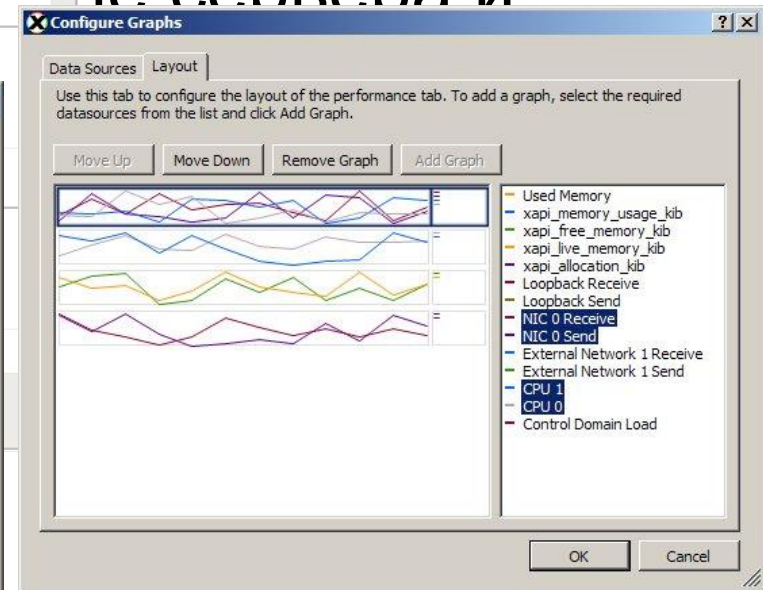 Configure Graphs
Data Sources Layout
Use this tab to configure the layout of the performance tab. To add a graph, select the required
datasources from the list and click Add Graph.
Move Up Move Down Remove Graph Add Graph
Used Memory
xapi_memory_usage_kib
xapi_free_memory_kib
xapi_live_memory_kib
xapi_allocation_kib
Loopback Receive
Loopback Send
NIC 0 Receive
NIC 0 Send
External Network 1 Receive
External Network 1 Send
CPU 1
CPU 0
Control Domain Load
OK Cancel